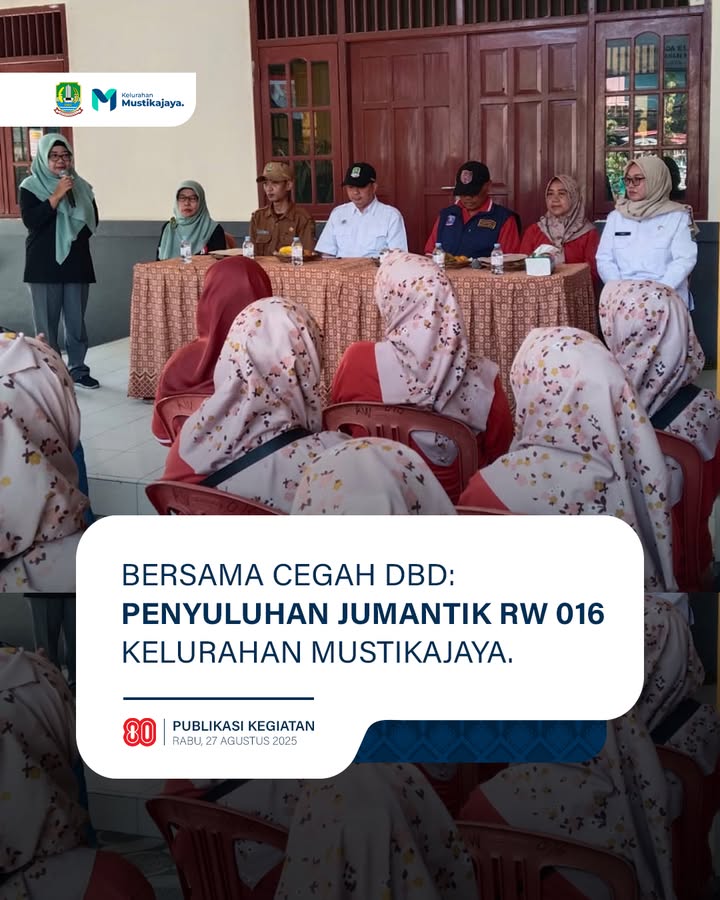 Kelurahan
Mustikajaya.
BERSAMA CEGAH DBD:
PENYULUHAN JUMANTIK RW 016
KELURAHAN MUSTIKAJAYA.
80
PUBLIKASI KEGIATAN
RABU, 27 AGUSTUS 2025